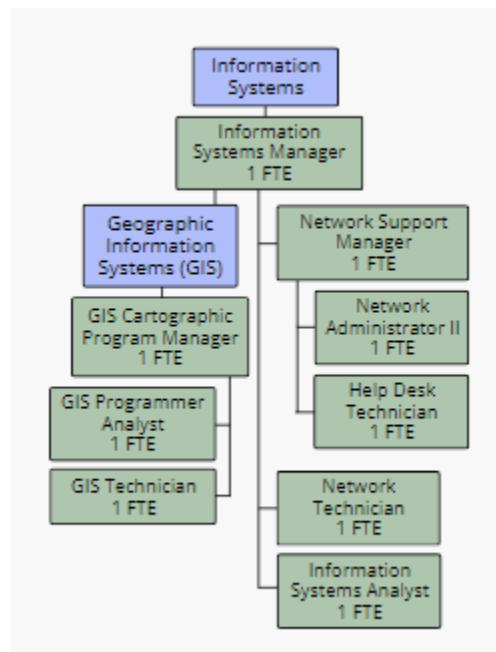 Information
Systems
Information
Systems Manager
1 FTE
Geographic
Information
Systems (GIS)
GIS Cartographic
Program Manager
1 FTE
GIS Programmer
Analyst
1 FTE
GIS Technician
1 FTE
Network Support
Manager
1 FTE
Network
Administrator II
1 FTE
Help Desk
Technician
1 FTE
Network
Technician
1 FTE
Information
Systems Analyst
1 FTE